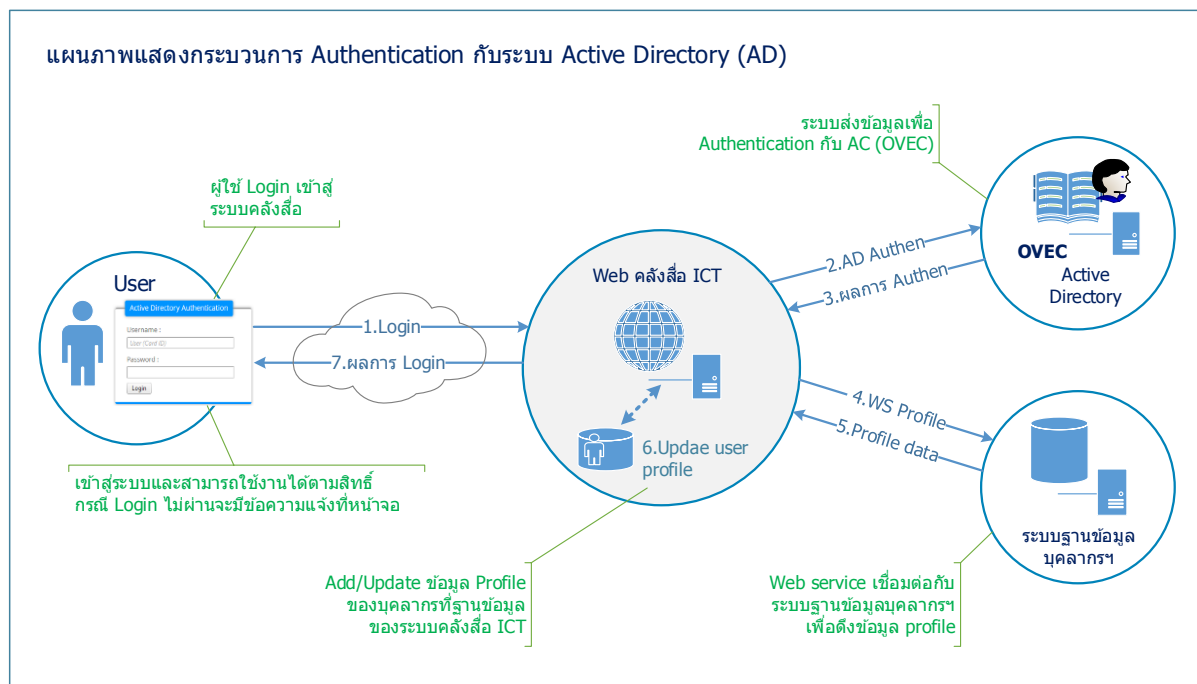 แผนภาพแสดงกระบวนการ Authentication กับระบบ Active Directory (AD)
ระบบส่งข้อมูลเพื่อ
Authentication กับ AC (OVEC)
ผู้ใช้ Login เข้าสู่
ระบบคลังสื่อ
User
Active Directory Authentication
Username :
User (Card ID)
Password :
Login
1.Login
7.ผลการ Login
Web คลังสื่อ ICT
2.AD Authen
3.ผลการ Authen
OVEC
Active
Directory
4.WS Profile
5.Profile data
6.Updae user
profile
เข้าสู่ระบบและสามารถใช้งานได้ตามสิทธิ์
กรณี Login ไม่ผ่านจะมีข้อความแจ้งที่หน้าจอ
ระบบฐานข้อมูล
บุคลากรฯ
Add/Update ข้อมูล Profile
ของบุคลากรที่ฐานข้อมูล
ของระบบคลังสื่อ ICT
Web service เชื่อมต่อกับ
ระบบฐานข้อมูลบุคลากรฯ
เพื่อดึงข้อมูล profile